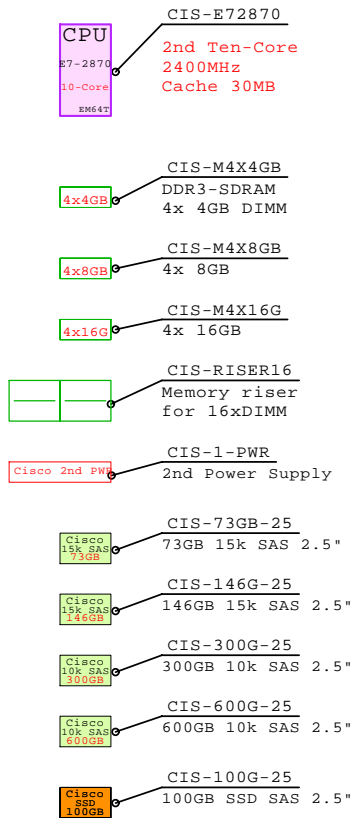 CIS-E72870
CPU
2nd Ten-Core
E7-2870
2400MHz
10-Core
Cache 30MB
EM64T
CIS-M4X4GB
DDR3-SDRAM
4x4GB
4x 4GB DIMM
CIS-M4X8GB
4x8GB
4x 8GB
CIS-M4X16G
4x16G
4x 16GB
CIS-RISER16
Memory riser
for 16xDIMM
CIS-1-PWR
Cisco 2nd PWR
2nd Power Supply
CIS-73GB-25
Cisco
15k SAS
73GB
73GB 15k SAS 2.5"
CIS-146G-25
Cisco
15k SAS
146GB
146GB 15k SAS 2.5"
CIS-300G-25
Cisco
10k SAS
300GB
300GB 10k SAS 2.5"
CIS-600G-25
Cisco
10k SAS
600GB
600GB 10k SAS 2.5"
CIS-100G-25
Cisco
SSD
100GB
100GB SSD SAS 2.5"